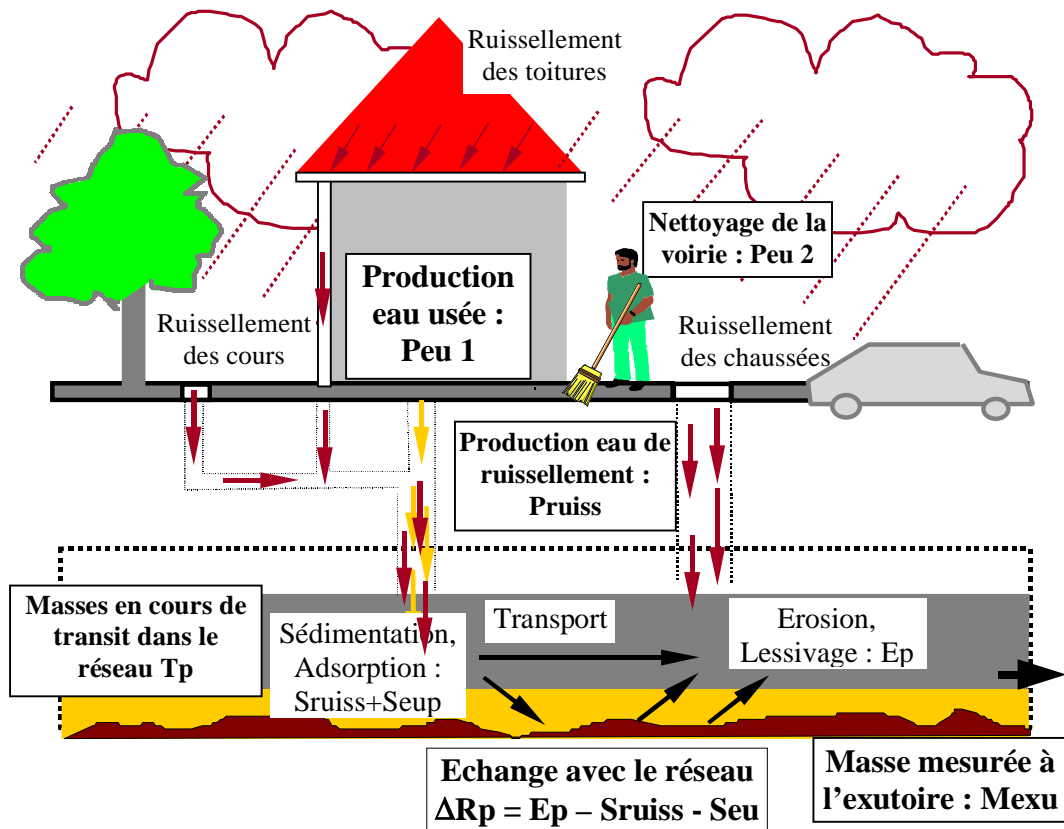 Ruissellement
des toitures
Nettoyage de la
voirie : Peu 2
Production
eau usée :
Peu 1
Ruissellement
des cours
Ruissellement
des chaussées
Production eau de
ruissellement :
Pruiss
Masses en cours de
transit dans le
réseau Tp
Sédimentation,
Adsorption :
Sruiss+Seup
Transport
Erosion,
Lessivage : Ep
Echange avec le réseau
ΔRp = Ep – Sruiss - Seu
Masse mesurée à
l’exutoire : Mexu